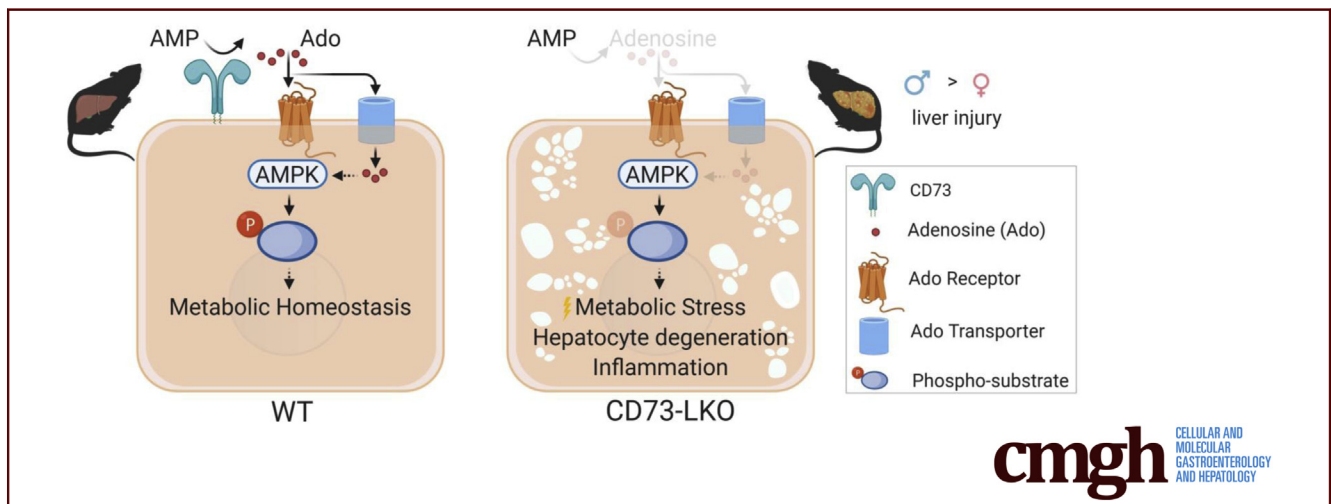 AMP
Ado
AMPK
P
Metabolic Homeostasis
WT
AMP
Adenosine
AMPK
P
Metabolic Stress
Hepatocyte degeneration
Inflammation
CD73-LKO
♂ > ♀
liver injury
CD73
Adenosine (Ado)
Ado Receptor
Ado Transporter
P
Phospho-substrate
cmgh
CELLULAR AND
MOLECULAR
GASTROENTEROLOGY
AND HEPATOLOGY